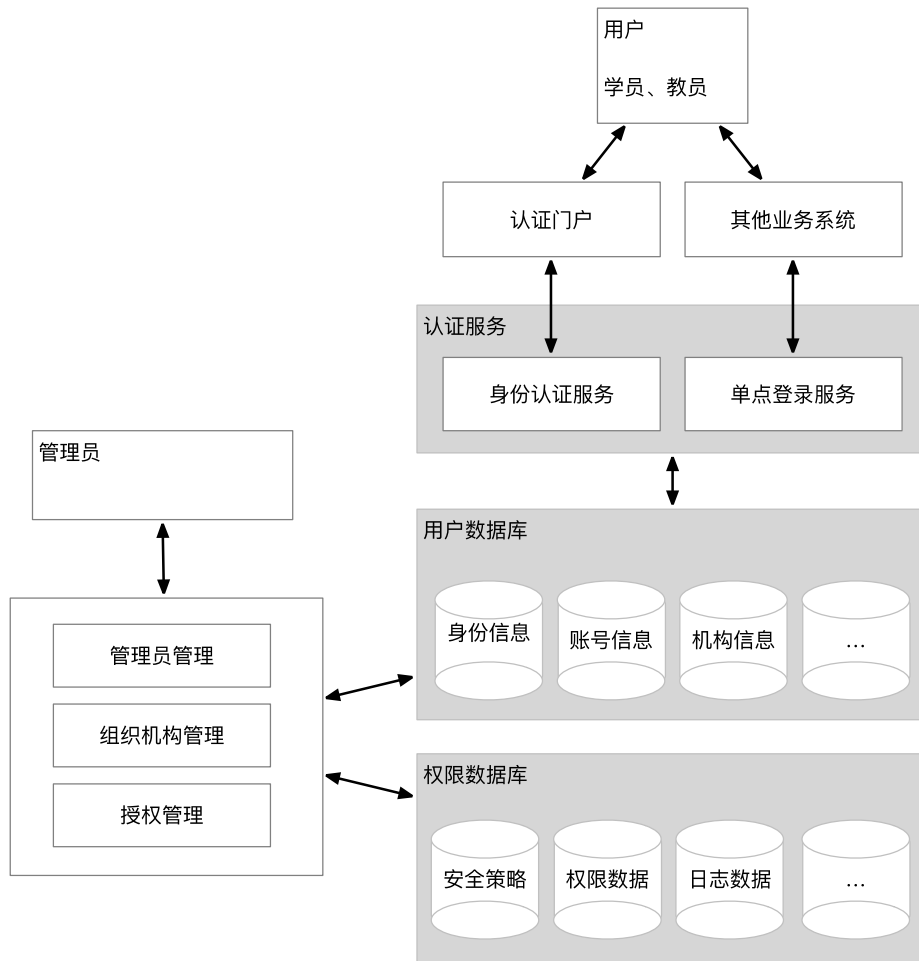 用户
学员、教员
认证门户
其他业务系统
认证服务
身份认证服务
单点登录服务
管理员
管理员管理
组织机构管理
授权管理
用户数据库
身份信息
账号信息
机构信息
…
权限数据库
安全策略
权限数据
日志数据
…